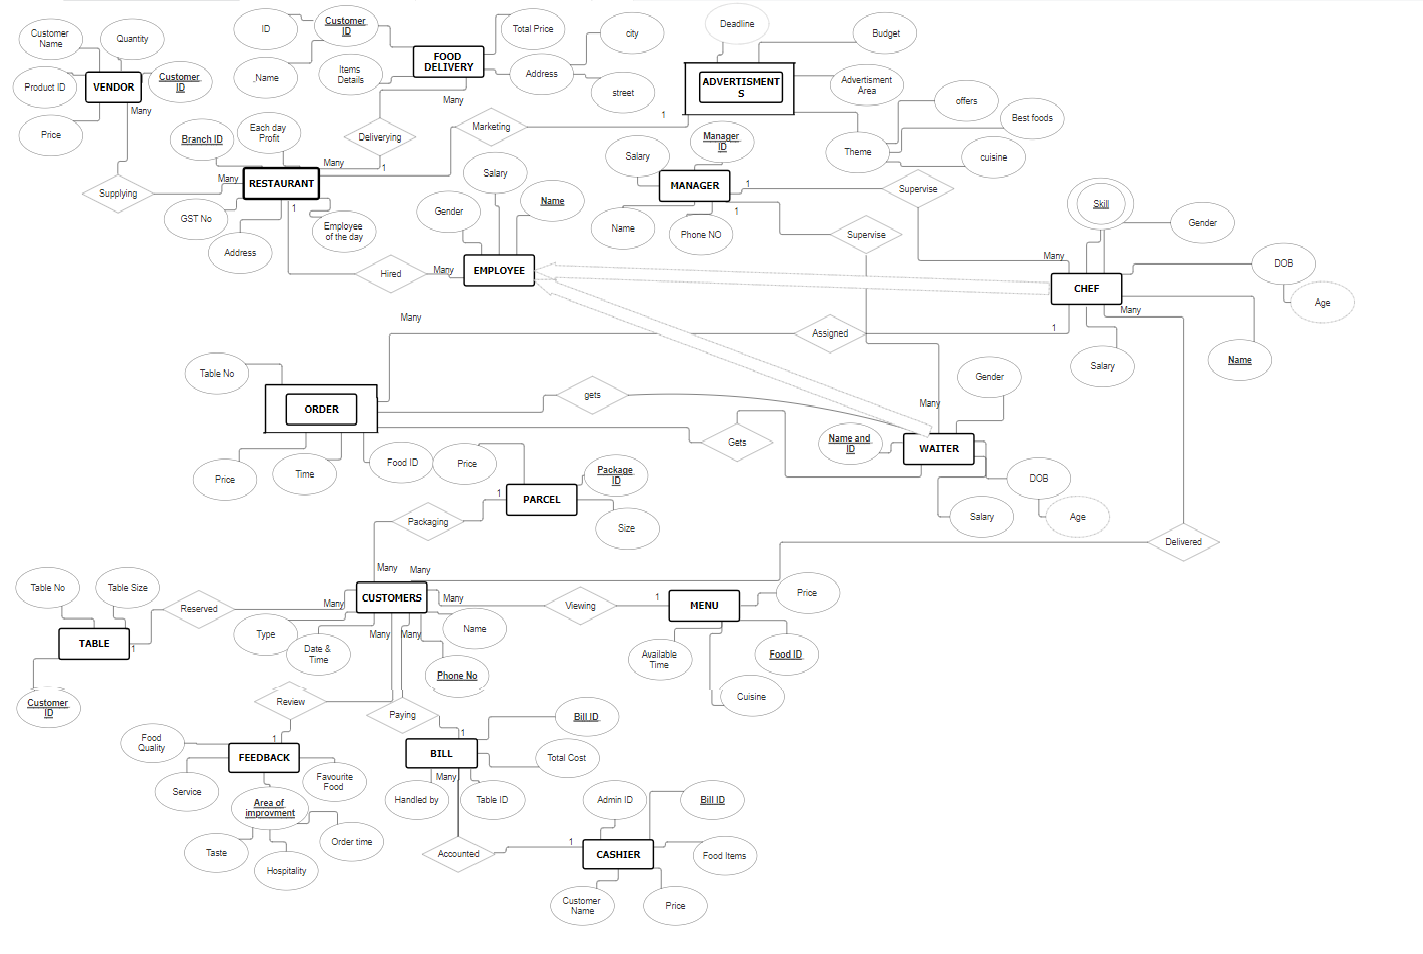 Customer
Name
Quantity
Product ID
VENDOR
Customer
ID
Price
Many
Supplying
ID
Customer
ID
Name
Items
Details
FOOD
DELIVERY
Total Price
Address
city
street
Many
Deliverying
Many
1
Marketing
1
Deadline
Budget
ADVERTISMENT
S
Advertisment
Area
Theme
offers
Best foods
cuisine
Branch ID
Each day
Profit
Many
RESTAURANT
1
GST No
Address
Employee
of the day
Hired
Many
Salary
Gender
Name
EMPLOYEE
Salary
Manager
ID
MANAGER
1
1
Name
Phone NO
Supervise
Supervise
Many
Skill
Gender
CHEF
DOB
Age
Many
1
Salary
Name
Many
Assigned
Table No
ORDER
Price
Time
Food ID
gets
Gets
Many
Gender
Name and
ID
WAITER
DOB
Salary
Age
Price
Package
ID
PARCEL
1
Size
Packaging
Delivered
Many
Many
Table No
Table Size
Reserved
TABLE
1
Customer
ID
Many
CUSTOMERS
Many
Type
Date &
Time
Many
Many
Name
Phone No
Viewing
1
MENU
Price
Available
Time
Food ID
Cuisine
Review
Paying
1
1
Food
Quality
FEEDBACK
Service
Favourite
Food
Area of
improvment
Taste
Order time
Hospitality
BILL
Bill ID
Total Cost
Many
Handled by
Table ID
Accounted
1
Admin ID
Bill ID
CASHIER
Food Items
Customer
Name
Price